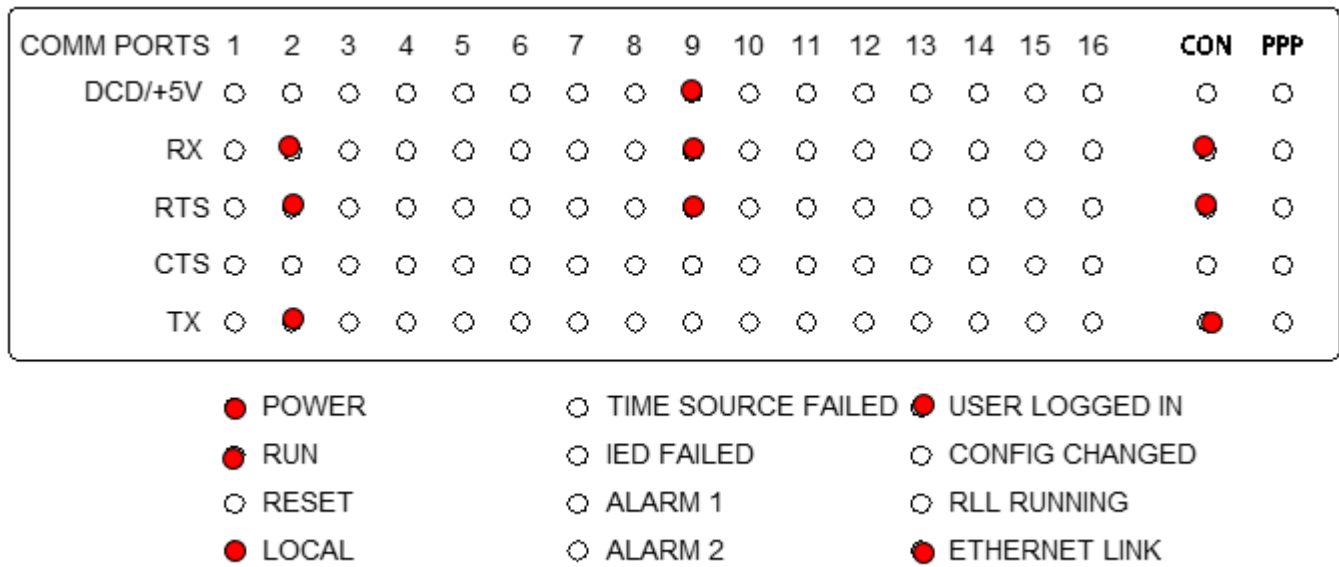 COMM PORTS 1 2 3 4 5 6 7 8 9 10 11 12 13 14 15 16 CON PPP
DCD/+5V
RX
RTS
CTS
TX
POWER TIME SOURCE FAILED USER LOGGED IN
RUN IED FAILED CONFIG CHANGED
RESET ALARM 1 RLL RUNNING
LOCAL ALARM 2 ETHERNET LINK